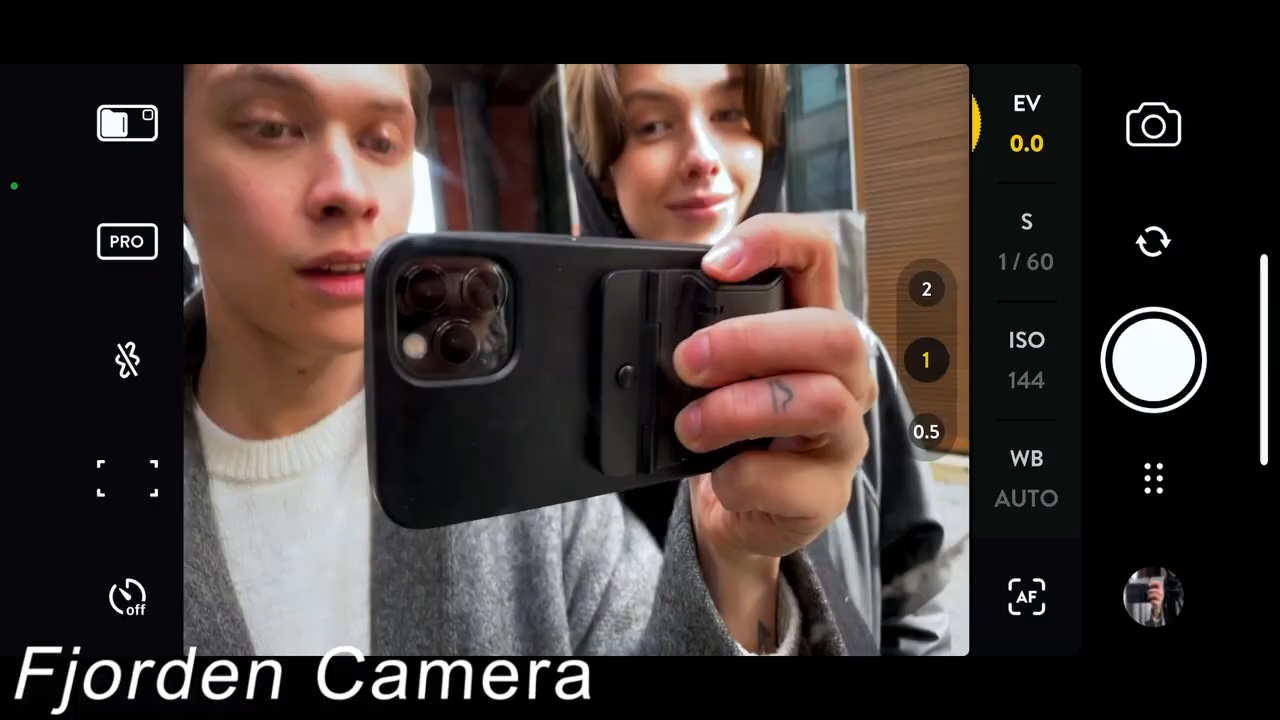 PRO
off
2
1
0.5
EV
0.0
S
1/60
ISO
144
WB
AUTO
AF
Fjorden Camera